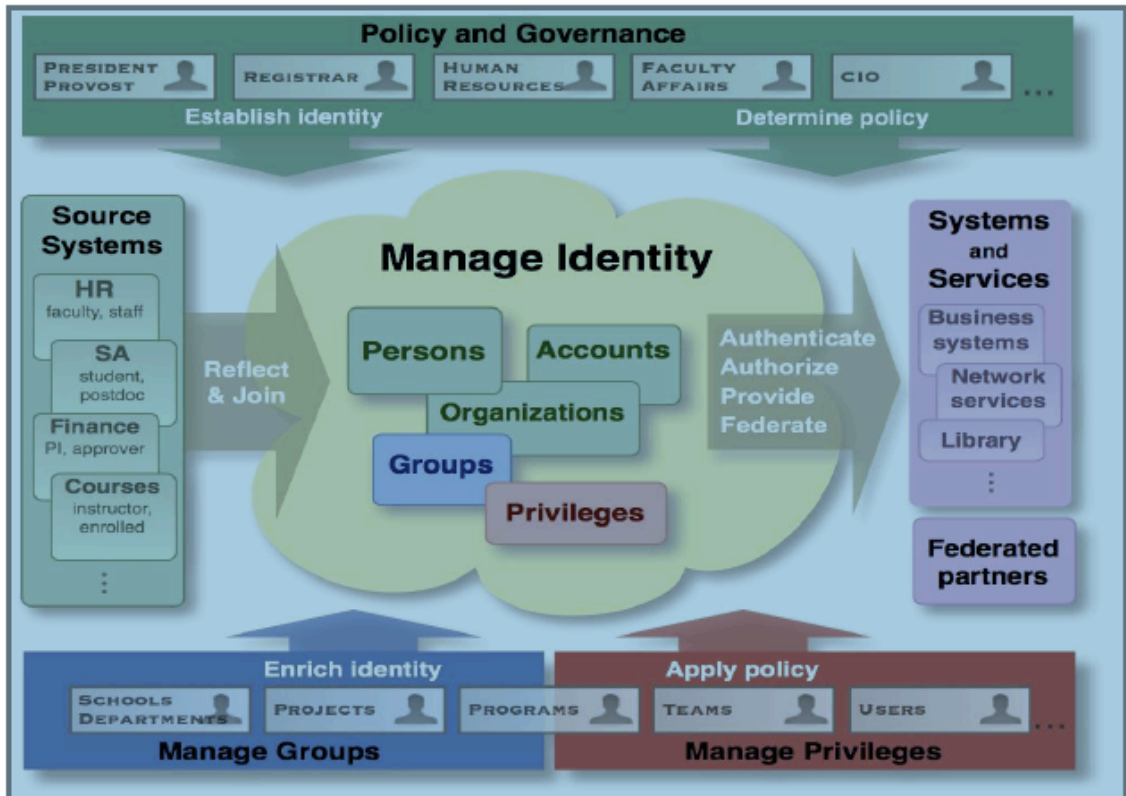 Policy and Governance
PRESIDENT
PROVOST
REGISTRAR
HUMAN
RESOURCES
FACULTY
AFFAIRS
CIO
...
Establish identity
Determine policy
Source
Systems
HR
faculty, staff
SA
student,
postdoc
Finance
PI, approver
Courses
instructor,
enrolled
⋮
Reflect
& Join
Manage Identity
Persons
Accounts
Organizations
Groups
Privileges
Authenticate
Authorize
Provide
Federate
Systems
and
Services
Business
systems
Network
services
Library
⋮
Federated
partners
Enrich identity
Apply policy
SCHOOLS
DEPARTMENTS
PROJECTS
PROGRAMS
TEAMS
USERS
...
Manage Groups
Manage Privileges